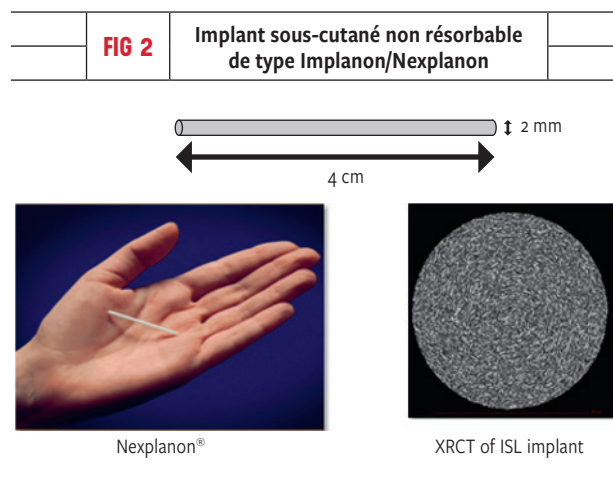 FIG 2
Implant sous-cutané non résorbable
de type Implanon/Nexplanon
2 mm
4 cm
Nexplanon®
XRCT of ISL implant